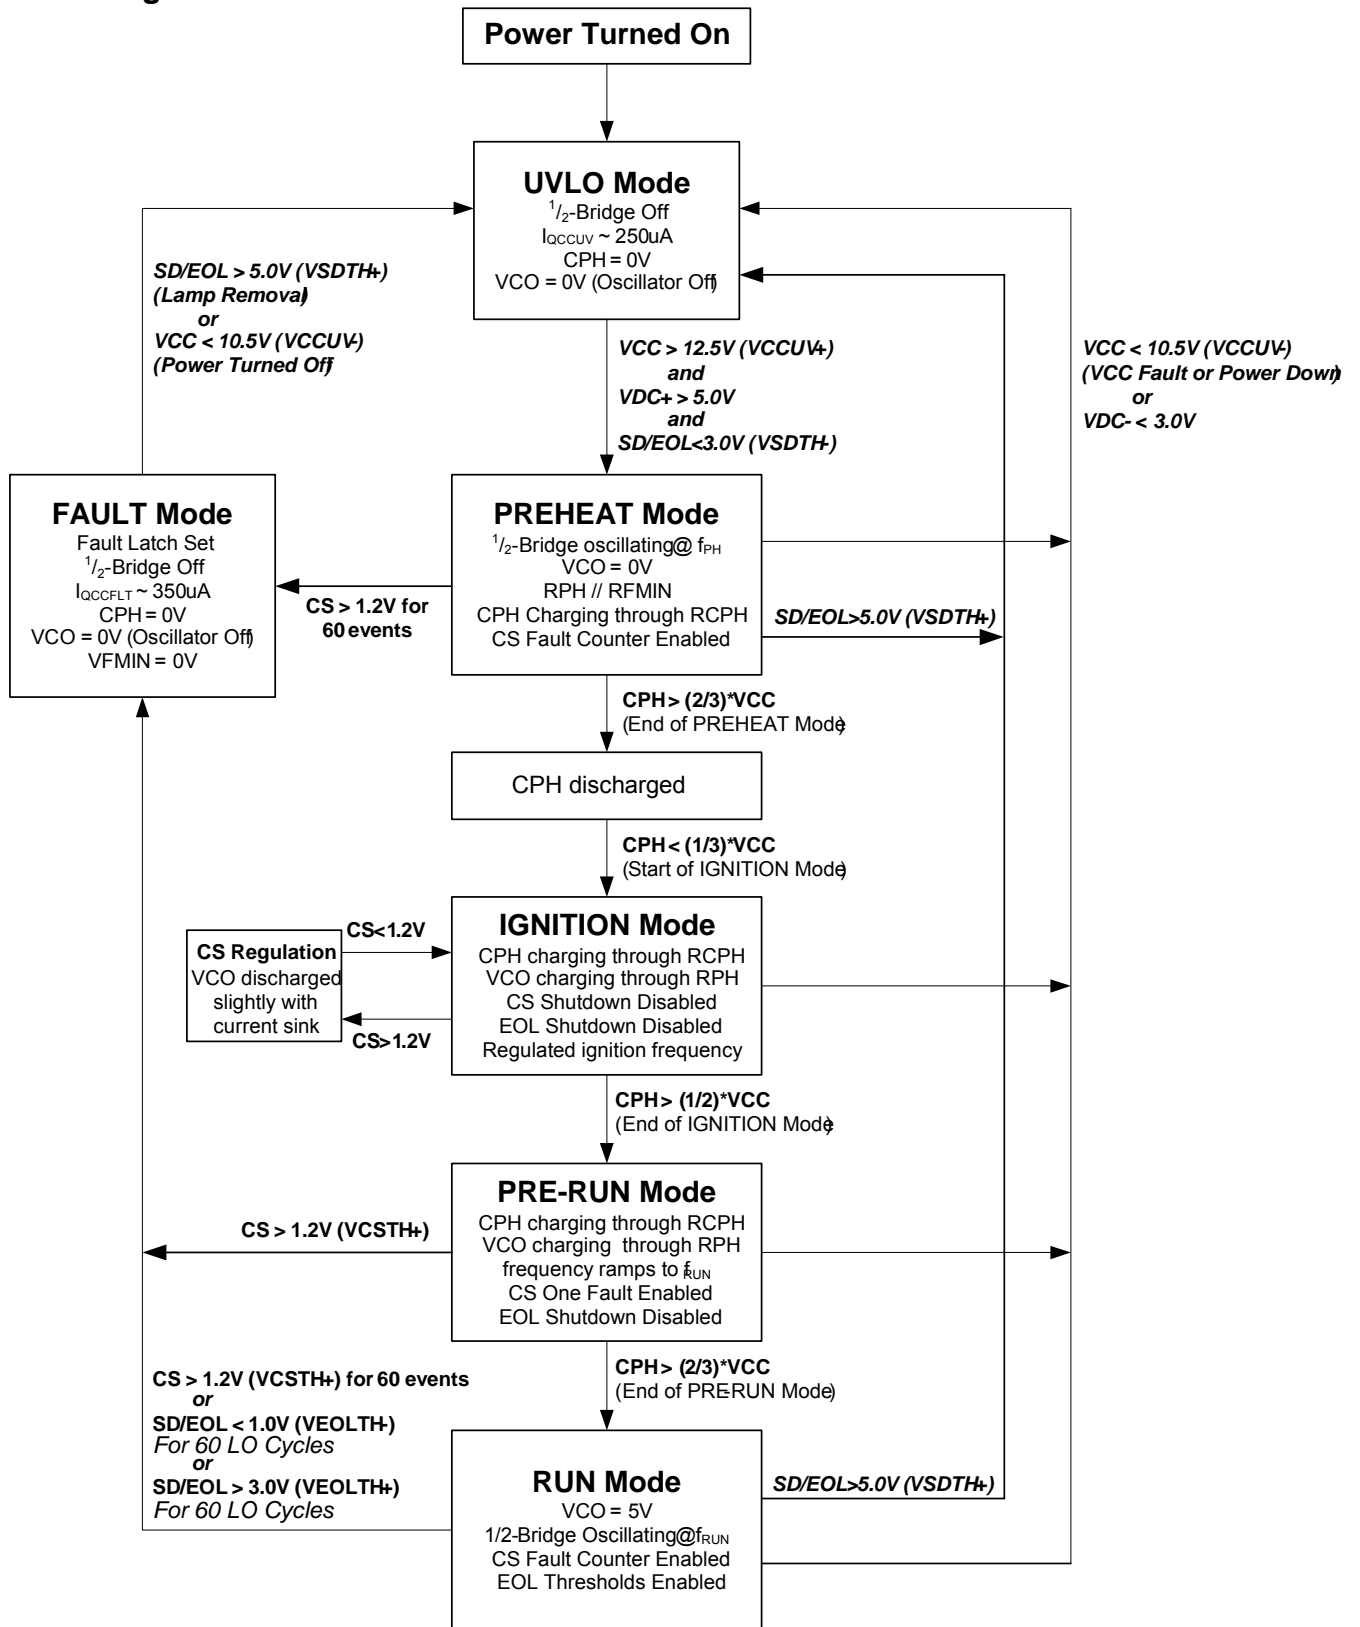 Power Turned On
UVLO Mode
1/2-Bridge Off
IQCCUV ~ 250uA
CPH = 0V
VCO = 0V (Oscillator Off)
SD/EOL > 5.0V (VSDTH+)
(Lamp Removal)
or
VCC < 10.5V (VCCUV-)
(Power Turned Off)
VCC > 12.5V (VCCUV+)
and
VDC+ > 5.0V
and
SD/EOL<3.0V (VSDTH-)
VCC < 10.5V (VCCUV-)
(VCC Fault or Power Down)
or
VDC- < 3.0V
FAULT Mode
Fault Latch Set
1/2-Bridge Off
IQCCFLT ~ 350uA
CPH = 0V
VCO = 0V (Oscillator Off)
VFMIN = 0V
CS > 1.2V for
60 events
PREHEAT Mode
1/2-Bridge oscillating@ fPH
VCO = 0V
RPH // RFMIN
CPH Charging through RCPH
CS Fault Counter Enabled
SD/EOL>5.0V (VSDTH+)
CPH > (2/3)*VCC
(End of PREHEAT Mode)
CPH discharged
CPH < (1/3)*VCC
(Start of IGNITION Mode)
CS Regulation
VCO discharged
slightly with
current sink
CS<1.2V
CS>1.2V
IGNITION Mode
CPH charging through RCPH
VCO charging through RPH
CS Shutdown Disabled
EOL Shutdown Disabled
Regulated ignition frequency
CPH > (1/2)*VCC
(End of IGNITION Mode)
CS > 1.2V (VCSTH+)
PRE-RUN Mode
CPH charging through RCPH
VCO charging through RPH
frequency ramps to fRUN
CS One Fault Enabled
EOL Shutdown Disabled
CPH > (2/3)*VCC
(End of PRE-RUN Mode)
CS > 1.2V (VCSTH+) for 60 events
or
SD/EOL < 1.0V (VEOLTH-)
For 60 LO Cycles
or
SD/EOL > 3.0V (VEOLTH+)
For 60 LO Cycles
RUN Mode
VCO = 5V
1/2-Bridge Oscillating@fRUN
CS Fault Counter Enabled
EOL Thresholds Enabled
SD/EOL>5.0V (VSDTH+)